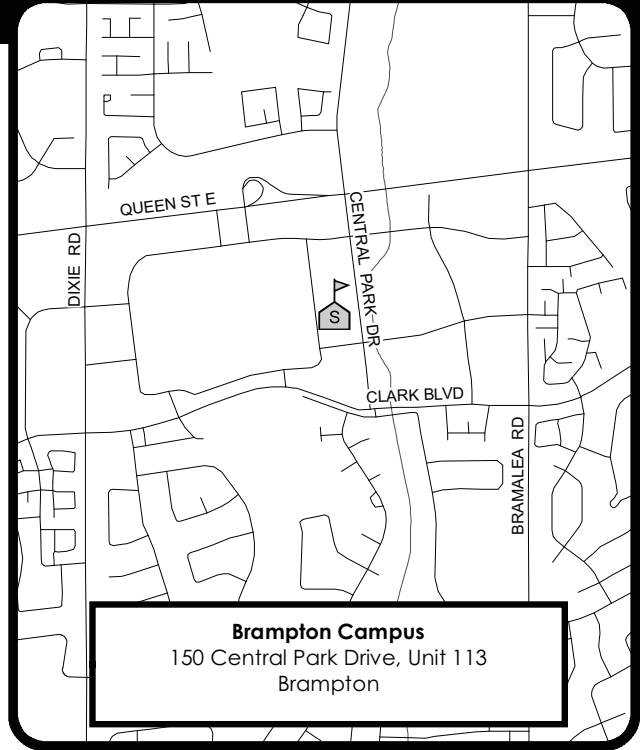 QUEEN ST E
CENTRAL PARK DR
DIXIE RD
S
CLARK BLVD
BRAMALEA RD
Brampton Campus
150 Central Park Drive, Unit 113
Brampton